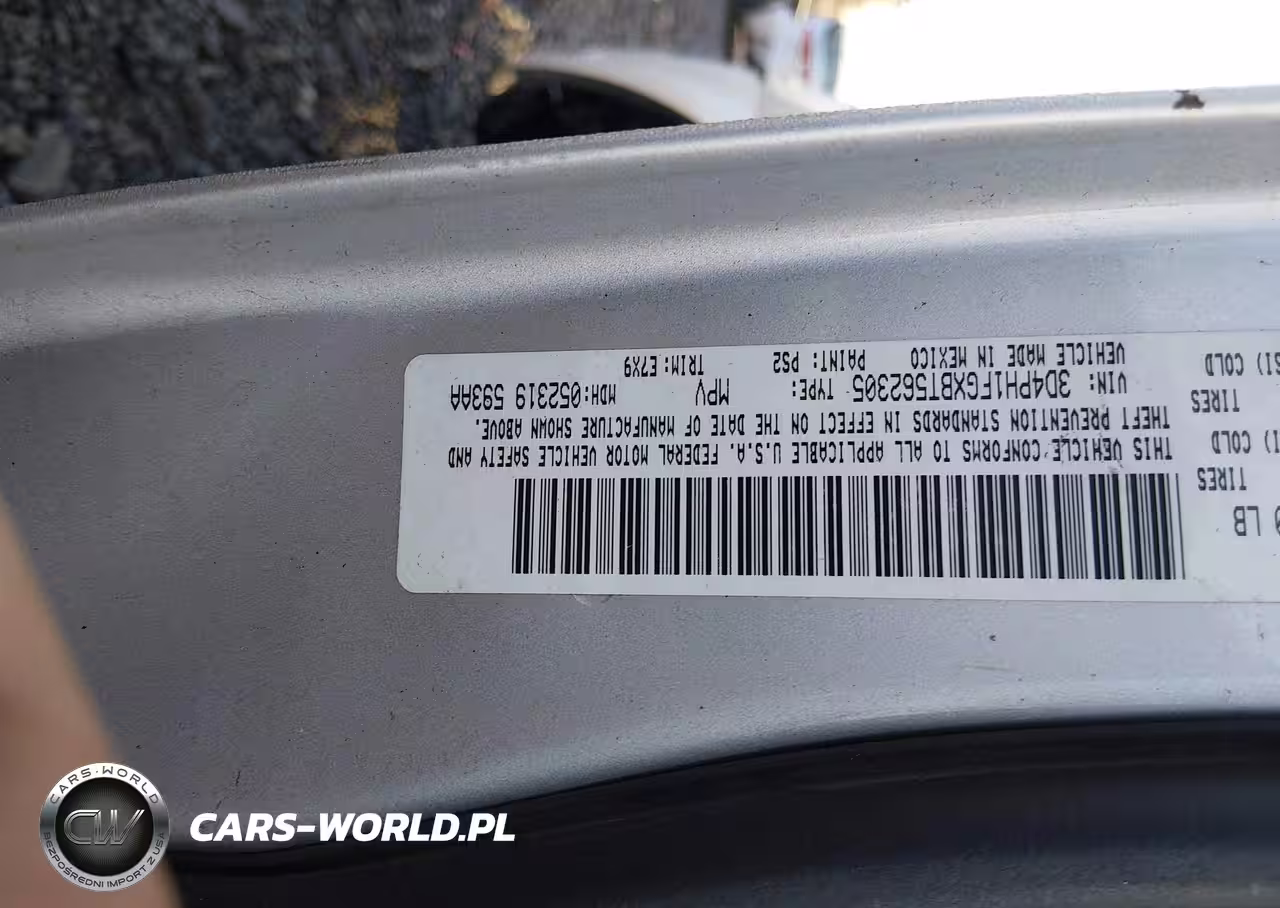 LB
TIRES
I) COLD
TIRES
SI) COLD
THIS VEHICLE CONFORMS TO ALL APPLICABLE U.S.A. FEDERAL MOTOR VEHICLE SAFETY AND
THEFT PREVENTION STANDARDS IN EFFECT ON THE DATE OF MANUFACTURE SHOWN ABOVE.
VIN: 3D4PH1FGXBT562305 TYPE: MPV MDH: 052319 593AA
VEHICLE MADE IN MEXICO PAINT: PS2 TRIM: E7X9
CARS-WORLD
CW
BEZPOŚREDNI IMPORT Z USA
CARS-WORLD.PL